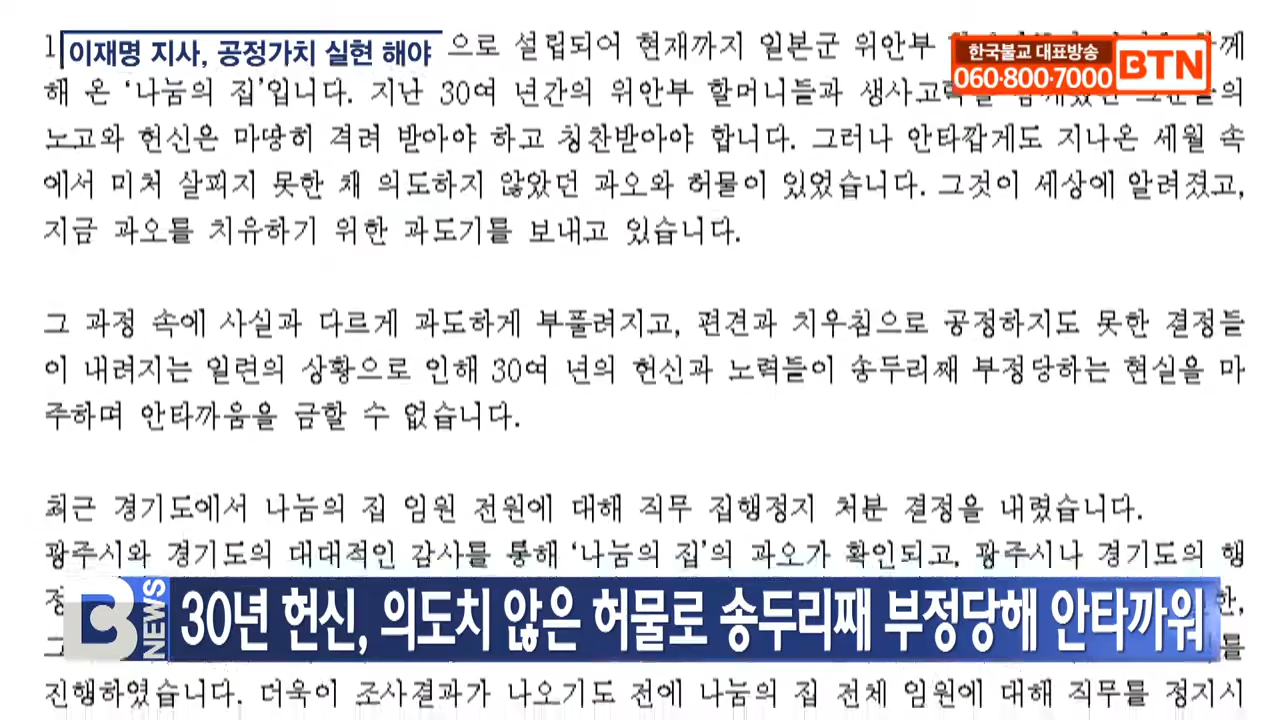 이재명 지사, 공정가치 실현 해야
한국불교 대표방송
060·800·7000
BTN
1 으로 설립되어 현재까지 일본군 위안부
해 온 ‘나눔의 집’입니다. 지난 30여 년간의 위안부 할머니들과 생사고락을
노고와 헌신은 마땅히 격려 받아야 하고 칭찬받아야 합니다. 그러나 안타깝게도 지나온 세월 속
에서 미처 살피지 못한 채 의도하지 않았던 과오와 허물이 있었습니다. 그것이 세상에 알려졌고,
지금 과오를 치유하기 위한 과도기를 보내고 있습니다.
그 과정 속에 사실과 다르게 과도하게 부풀려지고, 편견과 치우침으로 공정하지도 못한 결정들
이 내려지는 일련의 상황으로 인해 30여 년의 헌신과 노력들이 송두리째 부정당하는 현실을 마
주하며 안타까움을 금할 수 없습니다.
최근 경기도에서 나눔의 집 임원 전원에 대해 직무 집행정지 처분 결정을 내렸습니다.
광주시와 경기도의 대대적인 감사를 통해 ‘나눔의 집’의 과오가 확인되고, 광주시나 경기도의 행
NEWS
30년 헌신, 의도치 않은 허물로 송두리째 부정당해 안타까워
를
진행하였습니다. 더욱이 조사결과가 나오기도 전에 나눔의 집 전체 임원에 대해 직무를 정지시